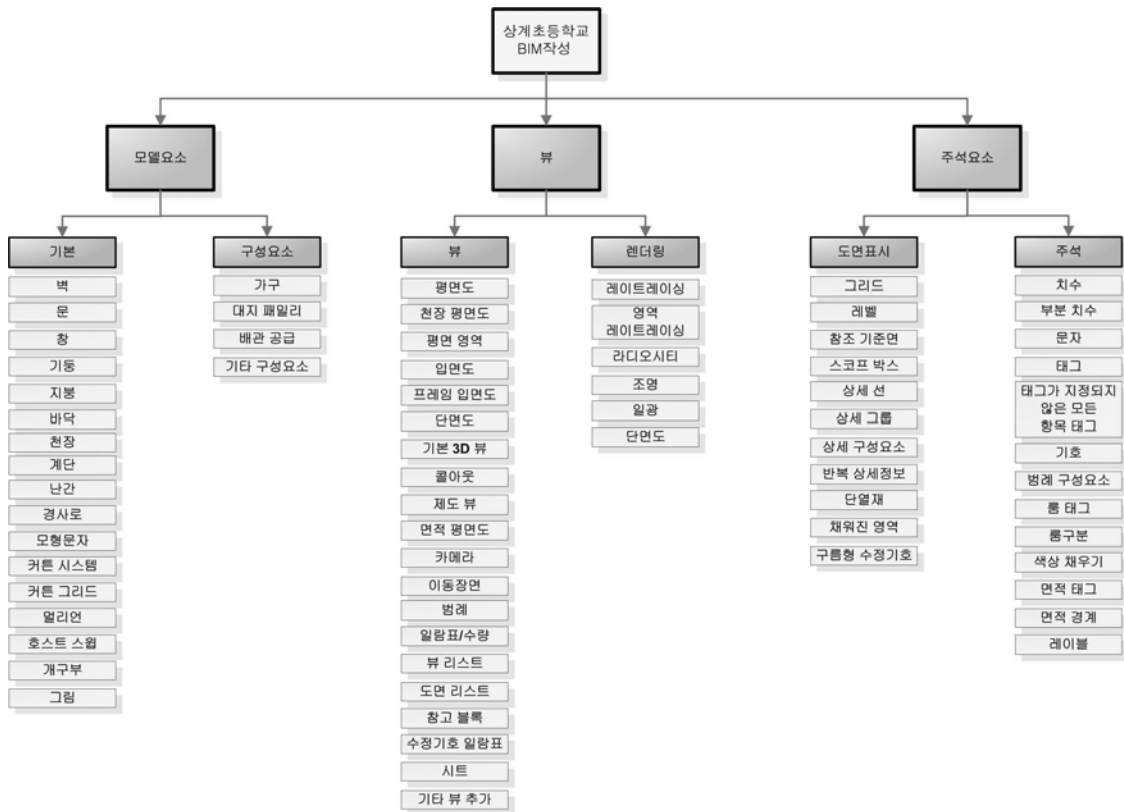 상계초등학교
BIM작성
모델요소
뷰
주석요소
기본
벽
문
창
기둥
지붕
바닥
천장
계단
난간
경사로
모형문자
커튼 시스템
커튼 그리드
멀리언
호스트 스윕
개구부
그림
구성요소
가구
대지 패밀리
배관 공급
기타 구성요소
뷰
평면도
천장 평면도
평면 영역
입면도
프레임 입면도
단면도
기본 3D 뷰
콜아웃
제도 뷰
면적 평면도
카메라
이동장면
범례
일람표/수량
뷰 리스트
도면 리스트
참고 블록
수정기호 일람표
시트
기타 뷰 추가
렌더링
레이트레이싱
영역
레이트레이싱
라디오시티
조명
일광
단면도
도면표시
그리드
레벨
참조 기준면
스코프 박스
상세 선
상세 그룹
상세 구성요소
반복 상세정보
단열재
채워진 영역
구름형 수정기호
주석
치수
부분 치수
문자
태그
태그가 지정되지
않은 모든
항목 태그
기호
범례 구성요소
룸 태그
룸구분
색상 채우기
면적 태그
면적 경계
레이블